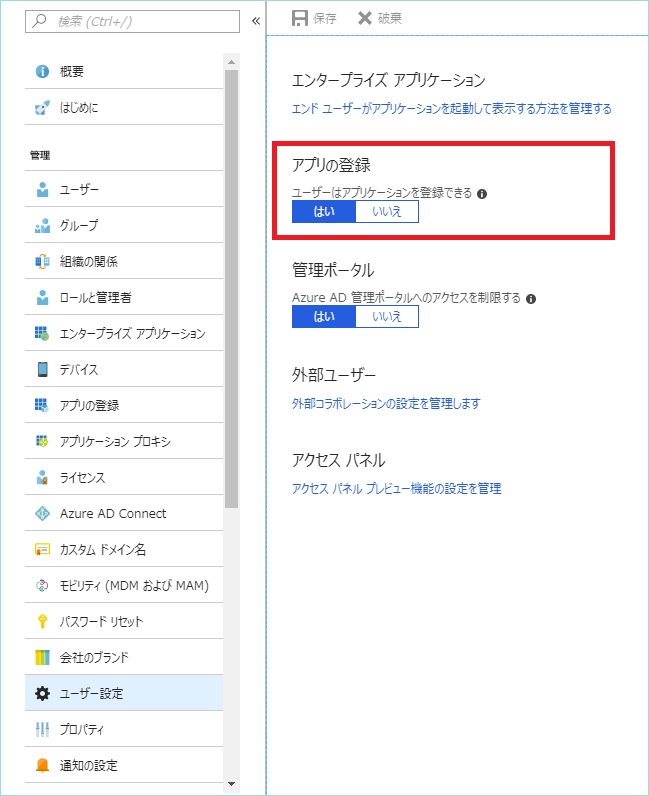 検索 (Ctrl+/)
«
概要
はじめに
管理
ユーザー
グループ
組織の関係
ロールと管理者
エンタープライズ アプリケーション
デバイス
アプリの登録
アプリケーション プロキシ
ライセンス
Azure AD Connect
カスタム ドメイン名
モビリティ (MDM および MAM)
パスワード リセット
会社のブランド
ユーザー設定
プロパティ
通知の設定
保存 破棄
エンタープライズ アプリケーション
エンド ユーザーがアプリケーションを起動して表示する方法を管理する
アプリの登録
ユーザーはアプリケーションを登録できる
はい いいえ
管理ポータル
Azure AD 管理ポータルへのアクセスを制限する
はい いいえ
外部ユーザー
外部コラボレーションの設定を管理します
アクセス パネル
アクセス パネル プレビュー機能の設定を管理